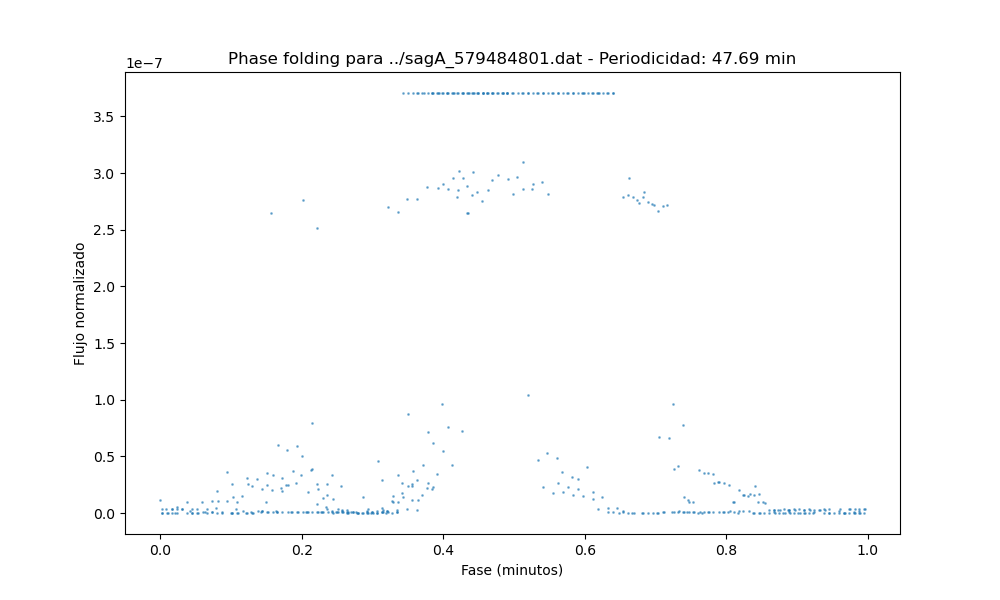 Phase folding para ../sagA_579484801.dat - Periodicidad: 47.69 min
1e−7
3.5
3.0
2.5
2.0
1.5
1.0
0.5
0.0
Flujo normalizado
0.0 0.2 0.4 0.6 0.8 1.0
Fase (minutos)